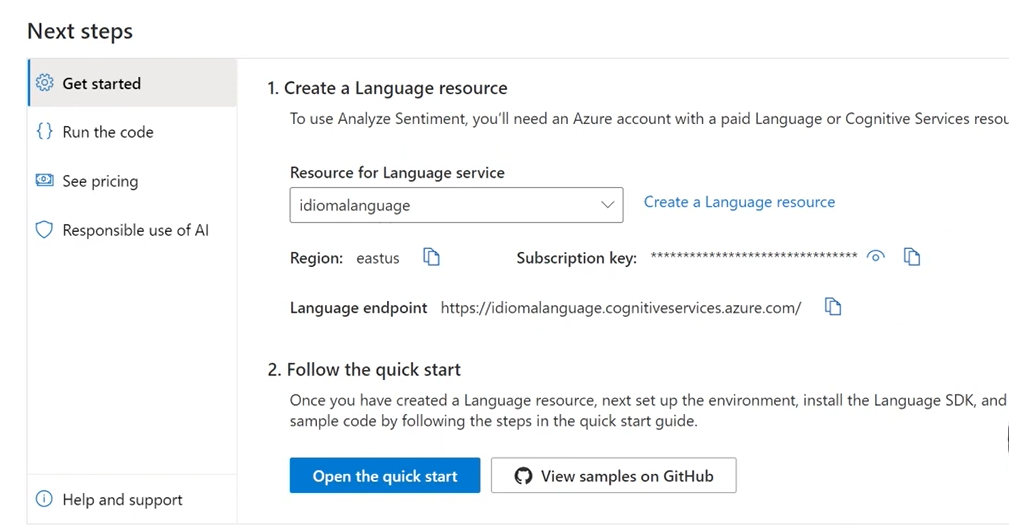 Next steps
Get started
Run the code
See pricing
Responsible use of AI
Help and support
1. Create a Language resource
To use Analyze Sentiment, you'll need an Azure account with a paid Language or Cognitive Services
Resource for Language service
idiomalanguage
Create a Language resource
Region: eastus
Subscription key: ********************************
Language endpoint https://idiomalanguage.cognitiveservices.azure.com/
2. Follow the quick start
Once you have created a Language resource, next set up the environment, install the Language SDK, and
sample code by following the steps in the quick start guide.
Open the quick start
View samples on GitHub